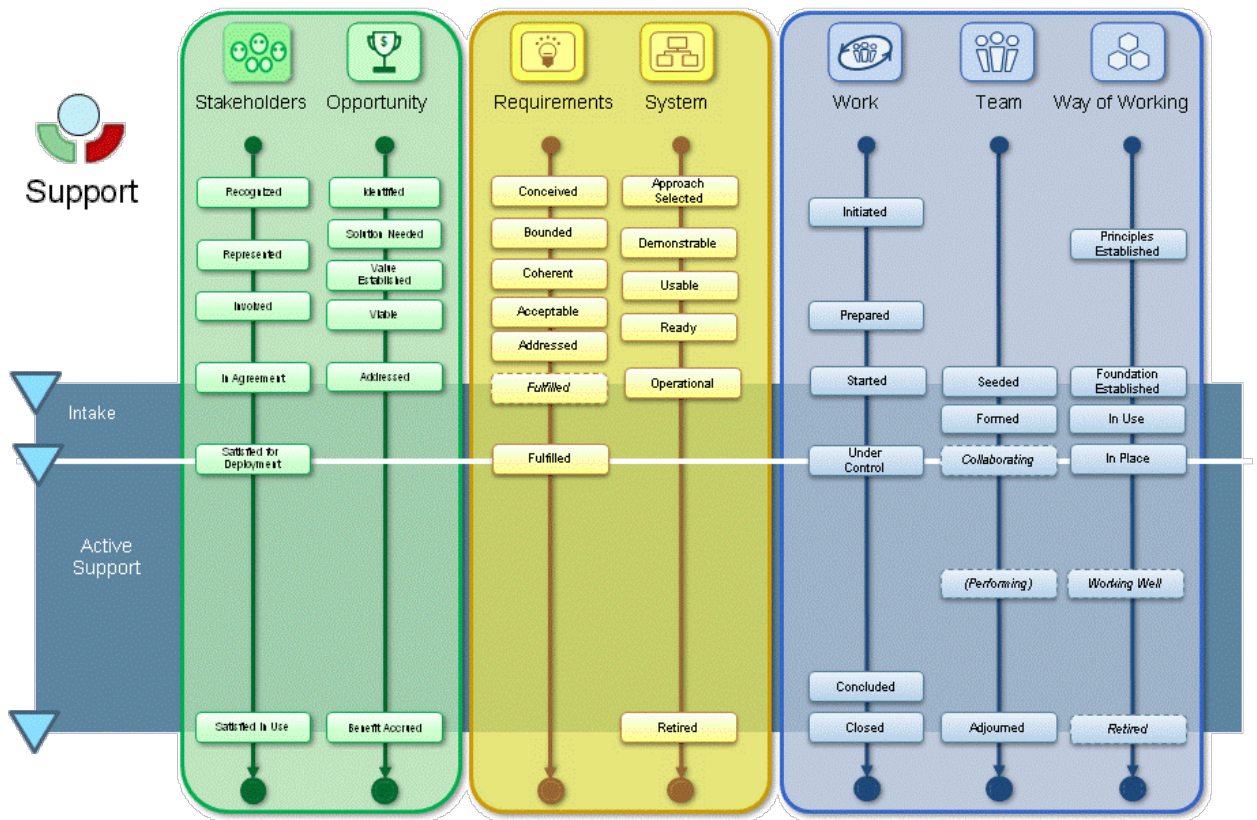 Support
Stakeholders
Opportunity
Requirements
System
Work
Team
Way of Working
$
Recognized
Represented
Involved
In Agreement
Satisfied for
Deployment
Satisfied In Use
Identified
Solution Needed
Value
Established
Viable
Addressed
Benefit Accrued
Conceived
Bounded
Coherent
Acceptable
Addressed
Fulfilled
Fulfilled
Approach
Selected
Demonstrable
Usable
Ready
Operational
Retired
Initiated
Prepared
Started
Under
Control
Concluded
Closed
Seeded
Formed
Collaborating
(Performing)
Adjourned
Principles
Established
Foundation
Established
In Use
In Place
Working Well
Retired
Intake
Active
Support